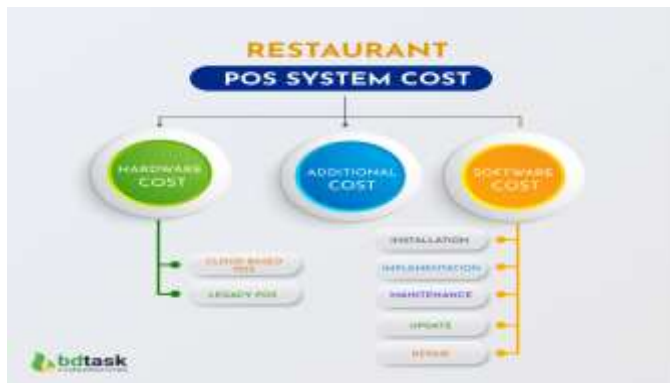 RESTAURANT
POS SYSTEM COST
HARDWARE
COST
ADDITIONAL
COST
SOFTWARE
COST
CLOUD BASED
POS
LEGACY POS
INSTALLATION
IMPLEMENTATION
MAINTENANCE
UPDATE
REPAIR
bdtask